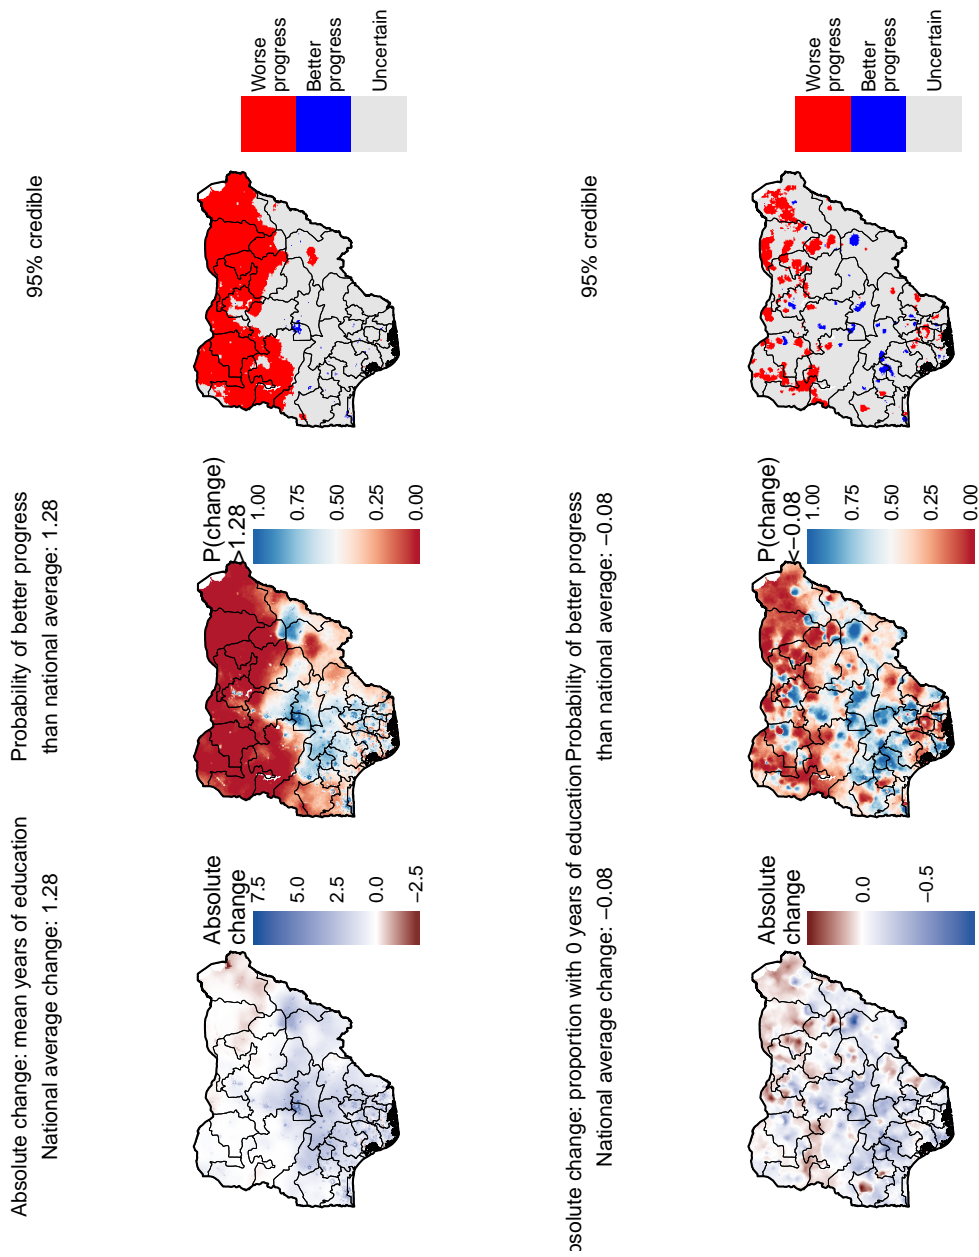 Absolute change: mean years of education
National average change: 1.28
Absolute
change
7.5
5.0
2.5
0.0
−2.5
Probability of better progress
than national average: 1.28
P(change)
>1.28
1.00
0.75
0.50
0.25
0.00
95% credible
Worse
progress
Better
progress
Uncertain
bsolute change: proportion with 0 years of education
National average change: −0.08
Absolute
change
0.0
−0.5
Probability of better progress
than national average: −0.08
P(change)
<−0.08
1.00
0.75
0.50
0.25
0.00
95% credible
Worse
progress
Better
progress
Uncertain